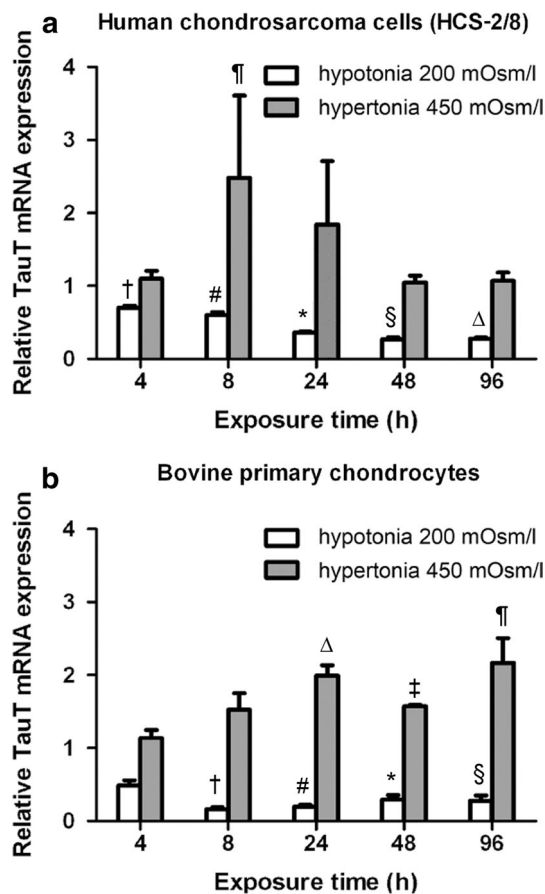 a Human chondrosarcoma cells (HCS-2/8)
Relative TauT mRNA expression
4
3
2
1
0
¶
hypotonia 200 mOsm/l
hypertonia 450 mOsm/l
† # * § Δ
4 8 24 48 96
Exposure time (h)
b Bovine primary chondrocytes
Relative TauT mRNA expression
4
3
2
1
0
hypotonia 200 mOsm/l
hypertonia 450 mOsm/l
Δ ‡ ¶
† # * §
4 8 24 48 96
Exposure time (h)